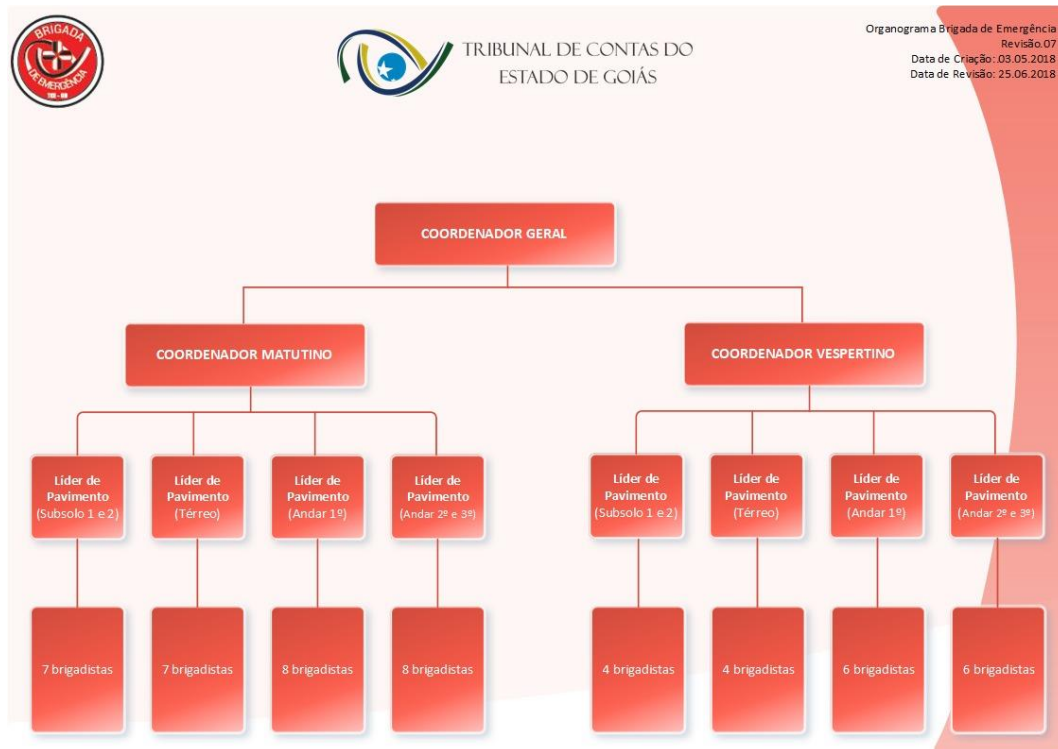 BRIGADA
DE EMERGÊNCIA
TRIBUNAL DE CONTAS DO
ESTADO DE GOIÁS
Organograma Brigada de Emergência
Revisão.07
Data de Criação:.03.05.2018
Data de Revisão: 25.06.2018
COORDENADOR GERAL
COORDENADOR MATUTINO
COORDENADOR VESPERTINO
Líder de
Pavimento
(Subsolo 1 e 2)
Líder de
Pavimento
(Térreo)
Líder de
Pavimento
(Andar 1º)
Líder de
Pavimento
(Andar 2º e 3º)
Líder de
Pavimento
(Subsolo 1 e 2)
Líder de
Pavimento
(Térreo)
Líder de
Pavimento
(Andar 1º)
Líder de
Pavimento
(Andar 2º e 3º)
7 brigadistas
7 brigadistas
8 brigadistas
8 brigadistas
4 brigadistas
4 brigadistas
6 brigadistas
6 brigadistas